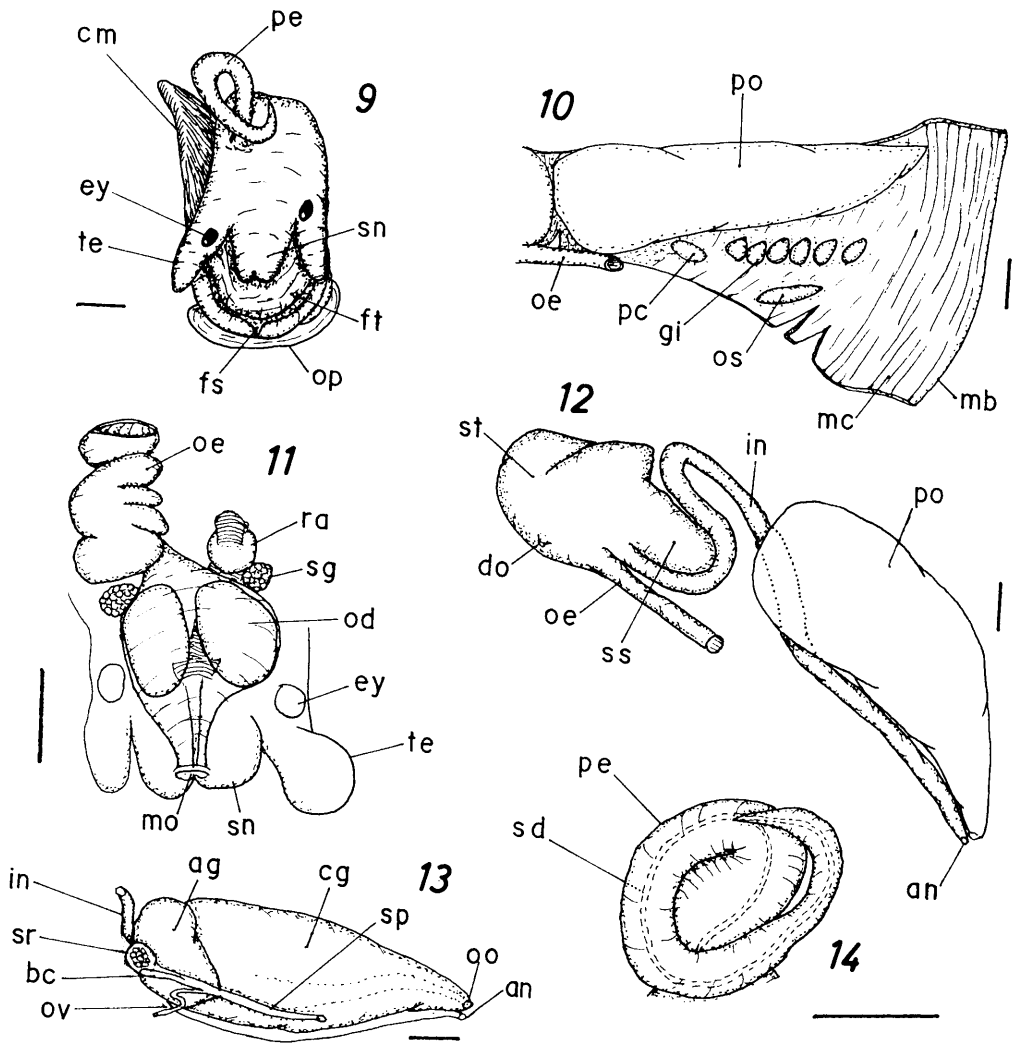 pe
cm
9
ey
te
sn
ft
fs
op
10
po
oe
pc
gi
os
mc
mb
11
oe
ra
sg
od
ey
te
mo
sn
12
st
in
po
do
oe
ss
an
13
in
ag
cg
sp
sr
bc
ov
oo
an
14
pe
sd